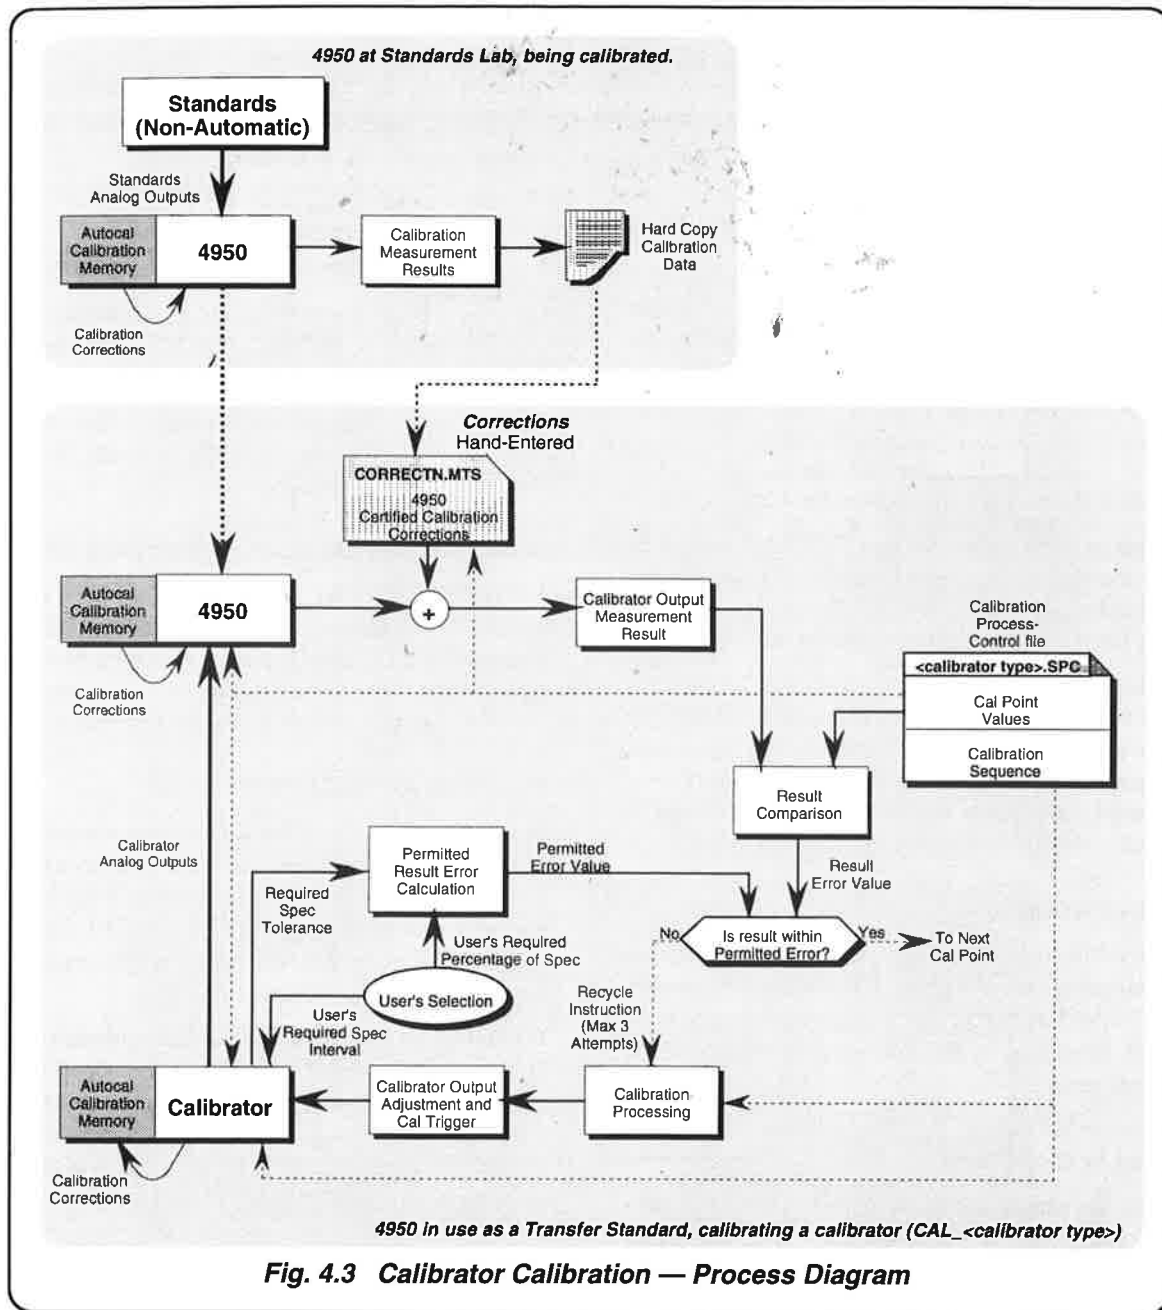 4950 at Standards Lab, being calibrated.
Standards
(Non-Automatic)
Standards
Analog Outputs
Autocal
Calibration
Memory
4950
Calibration
Measurement
Results
Hard Copy
Calibration
Data
Calibration
Corrections
Corrections
Hand-Entered
CORRECTN.MTS
4950
Certified Calibration
Corrections
Autocal
Calibration
Memory
4950
+
Calibrator Output
Measurement
Result
Calibration
Process-
Control file
<calibrator type>.SPC
Cal Point
Values
Calibration
Sequence
Calibration
Corrections
Result
Comparison
Calibrator
Analog Outputs
Permitted
Result Error
Calculation
Permitted
Error Value
Result
Error Value
Required
Spec
Tolerance
No
Is result within
Permitted Error?
Yes
To Next
Cal Point
User's Required
Percentage of Spec
User's Selection
User's
Required Spec
Interval
Recycle
Instruction
(Max 3
Attempts)
Autocal
Calibration
Memory
Calibrator
Calibrator Output
Adjustment and
Cal Trigger
Calibration
Processing
Calibration
Corrections
4950 in use as a Transfer Standard, calibrating a calibrator (CAL_<calibrator type>)
Fig. 4.3 Calibrator Calibration — Process Diagram